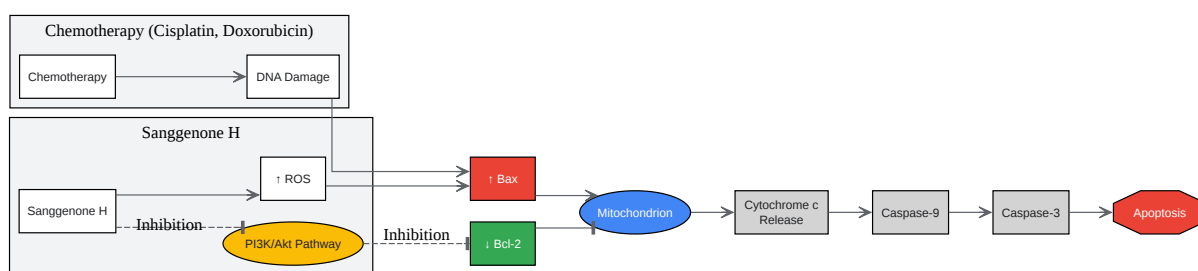 Chemotherapy (Cisplatin, Doxorubicin)
Chemotherapy
DNA Damage
Sanggenone H
↑ ROS
Sanggenone H
Inhibition
PI3K/Akt Pathway
Inhibition
↑ Bax
↓ Bcl-2
Mitochondrion
Cytochrome c
Release
Caspase-9
Caspase-3
Apoptosis